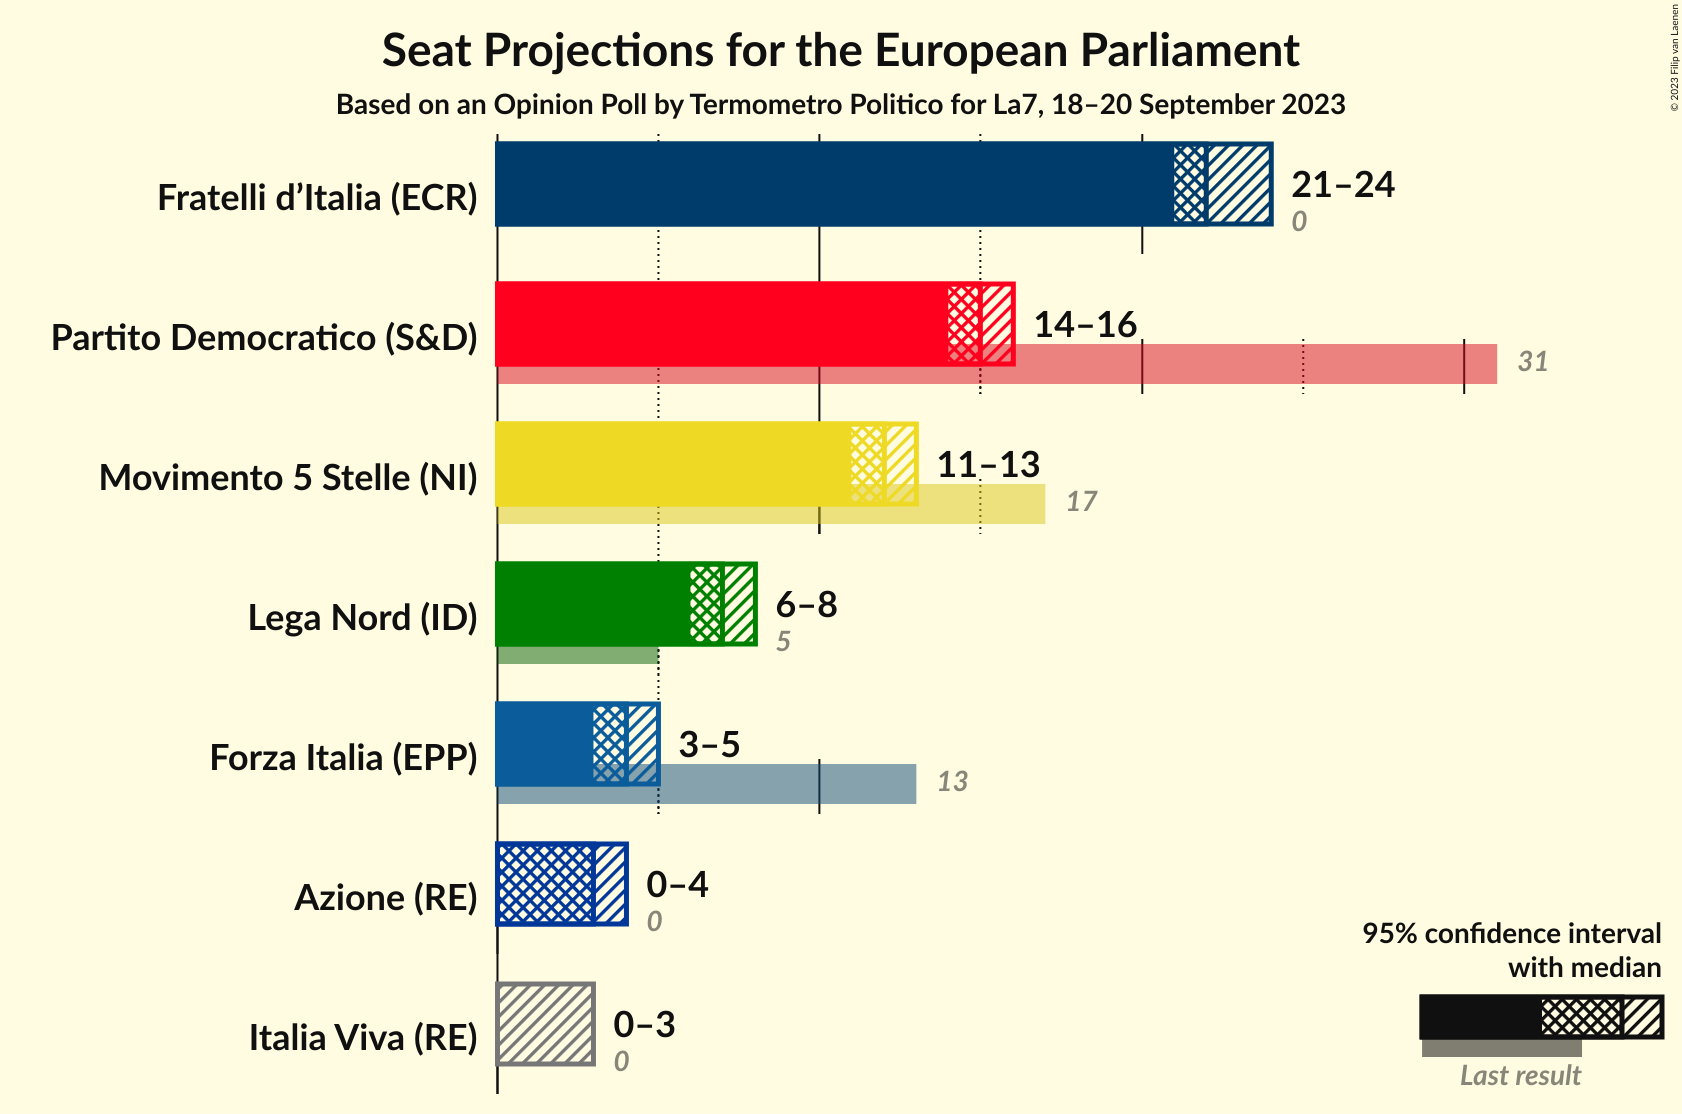 Seat Projections for the European Parliament
Based on an Opinion Poll by Termometro Politico for La7, 18–20 September 2023
© 2023 Filip van Laenen
Fratelli d’Italia (ECR)
21–24
0
Partito Democratico (S&D)
14–16
31
Movimento 5 Stelle (NI)
11–13
17
Lega Nord (ID)
6–8
5
Forza Italia (EPP)
3–5
13
Azione (RE)
0–4
0
Italia Viva (RE)
0–3
0
95% confidence interval
with median
Last result